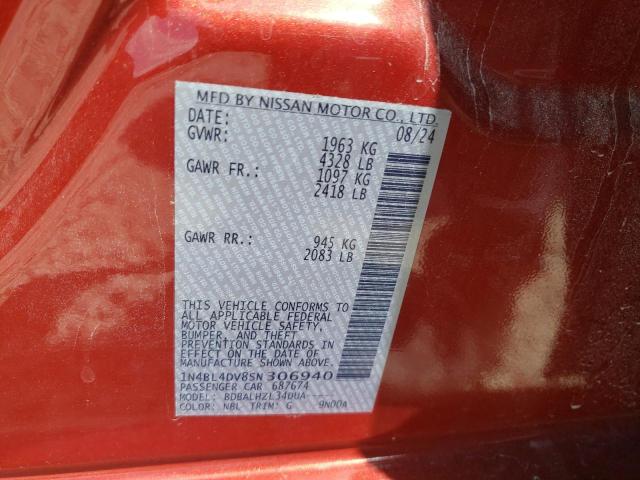 MFD BY NISSAN MOTOR CO., LTD.
DATE: 08/24
GVWR: 1963 KG
4328 LB
GAWR FR.: 1097 KG
2418 LB
GAWR RR.: 945 KG
2083 LB
THIS VEHICLE CONFORMS TO
ALL APPLICABLE FEDERAL
MOTOR VEHICLE SAFETY,
BUMPER, AND THEFT
PREVENTION STANDARDS
IN EFFECT ON THE DATE OF
MANUFACTURE SHOWN ABOVE.
1N4BL4DV8SN306940
PASSENGER CAR 687674
MODEL: BDBALHZL34UUA----
COLOR: NBL TRIM: G 9N00A